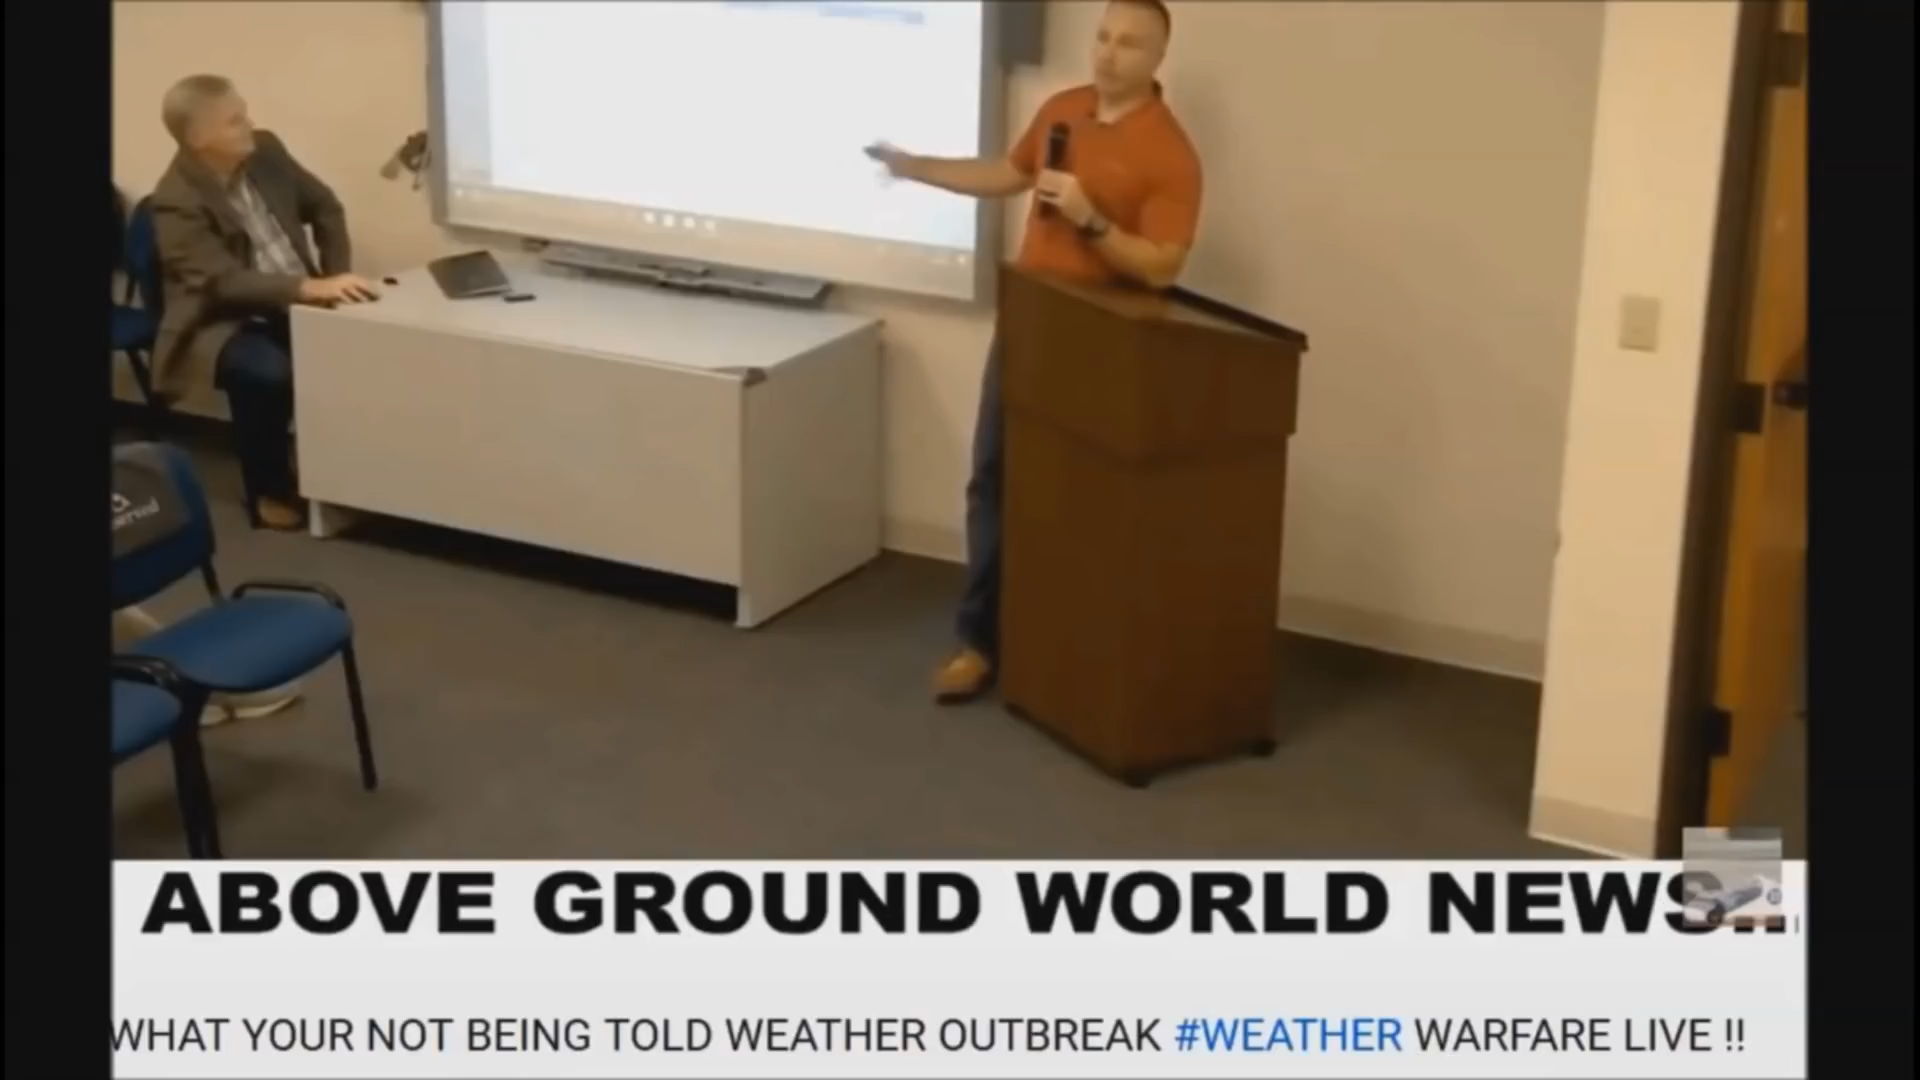 ABOVE GROUND WORLD NEWS...
WHAT YOUR NOT BEING TOLD WEATHER OUTBREAK #WEATHER WARFARE LIVE !!